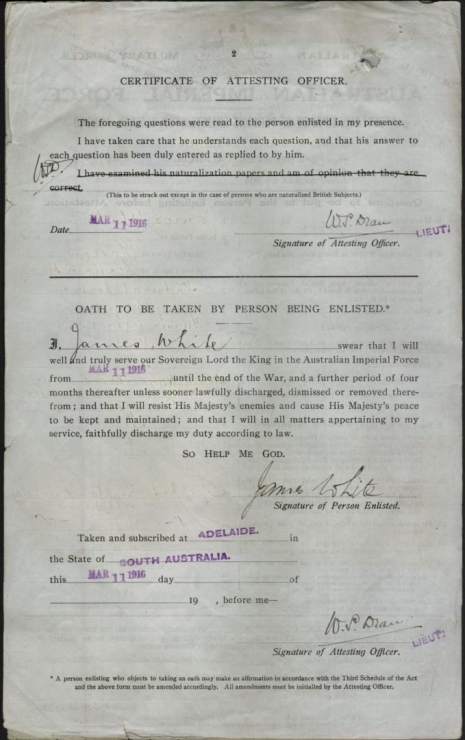 2
CERTIFICATE OF ATTESTING OFFICER.
The foregoing questions were read to the person enlisted in my presence.
I have taken care that he understands each question, and that his answer to
each question has been duly entered as replied to by him.
I have examined his naturalization papers and am of opinion that they are
correct.
(This to be struck out except in the case of persons who are naturalised British Subjects.)
Date MAR 11 1916
LIEUT:
Signature of Attesting Officer.
OATH TO BE TAKEN BY PERSON BEING ENLISTED.*
I, James White swear that I will
well and truly serve our Sovereign Lord the King in the Australian Imperial Force
from MAR 11 1916 until the end of the War, and a further period of four
months thereafter unless sooner lawfully discharged, dismissed or removed there-
from; and that I will resist His Majesty's enemies and cause His Majesty's peace
to be kept and maintained; and that I will in all matters appertaining to my
service, faithfully discharge my duty according to law.
SO HELP ME GOD.
James White
Signature of Person Enlisted.
Taken and subscribed at ADELAIDE. in
the State of SOUTH AUSTRALIA.
this MAR 11 1916 day of
19 , before me—
LIEUT:
Signature of Attesting Officer.
* A person enlisting who objects to taking an oath may make an affirmation in accordance with the Third Schedule of the Act
and the above form must be amended accordingly. All amendments must be initialled by the Attesting Officer.